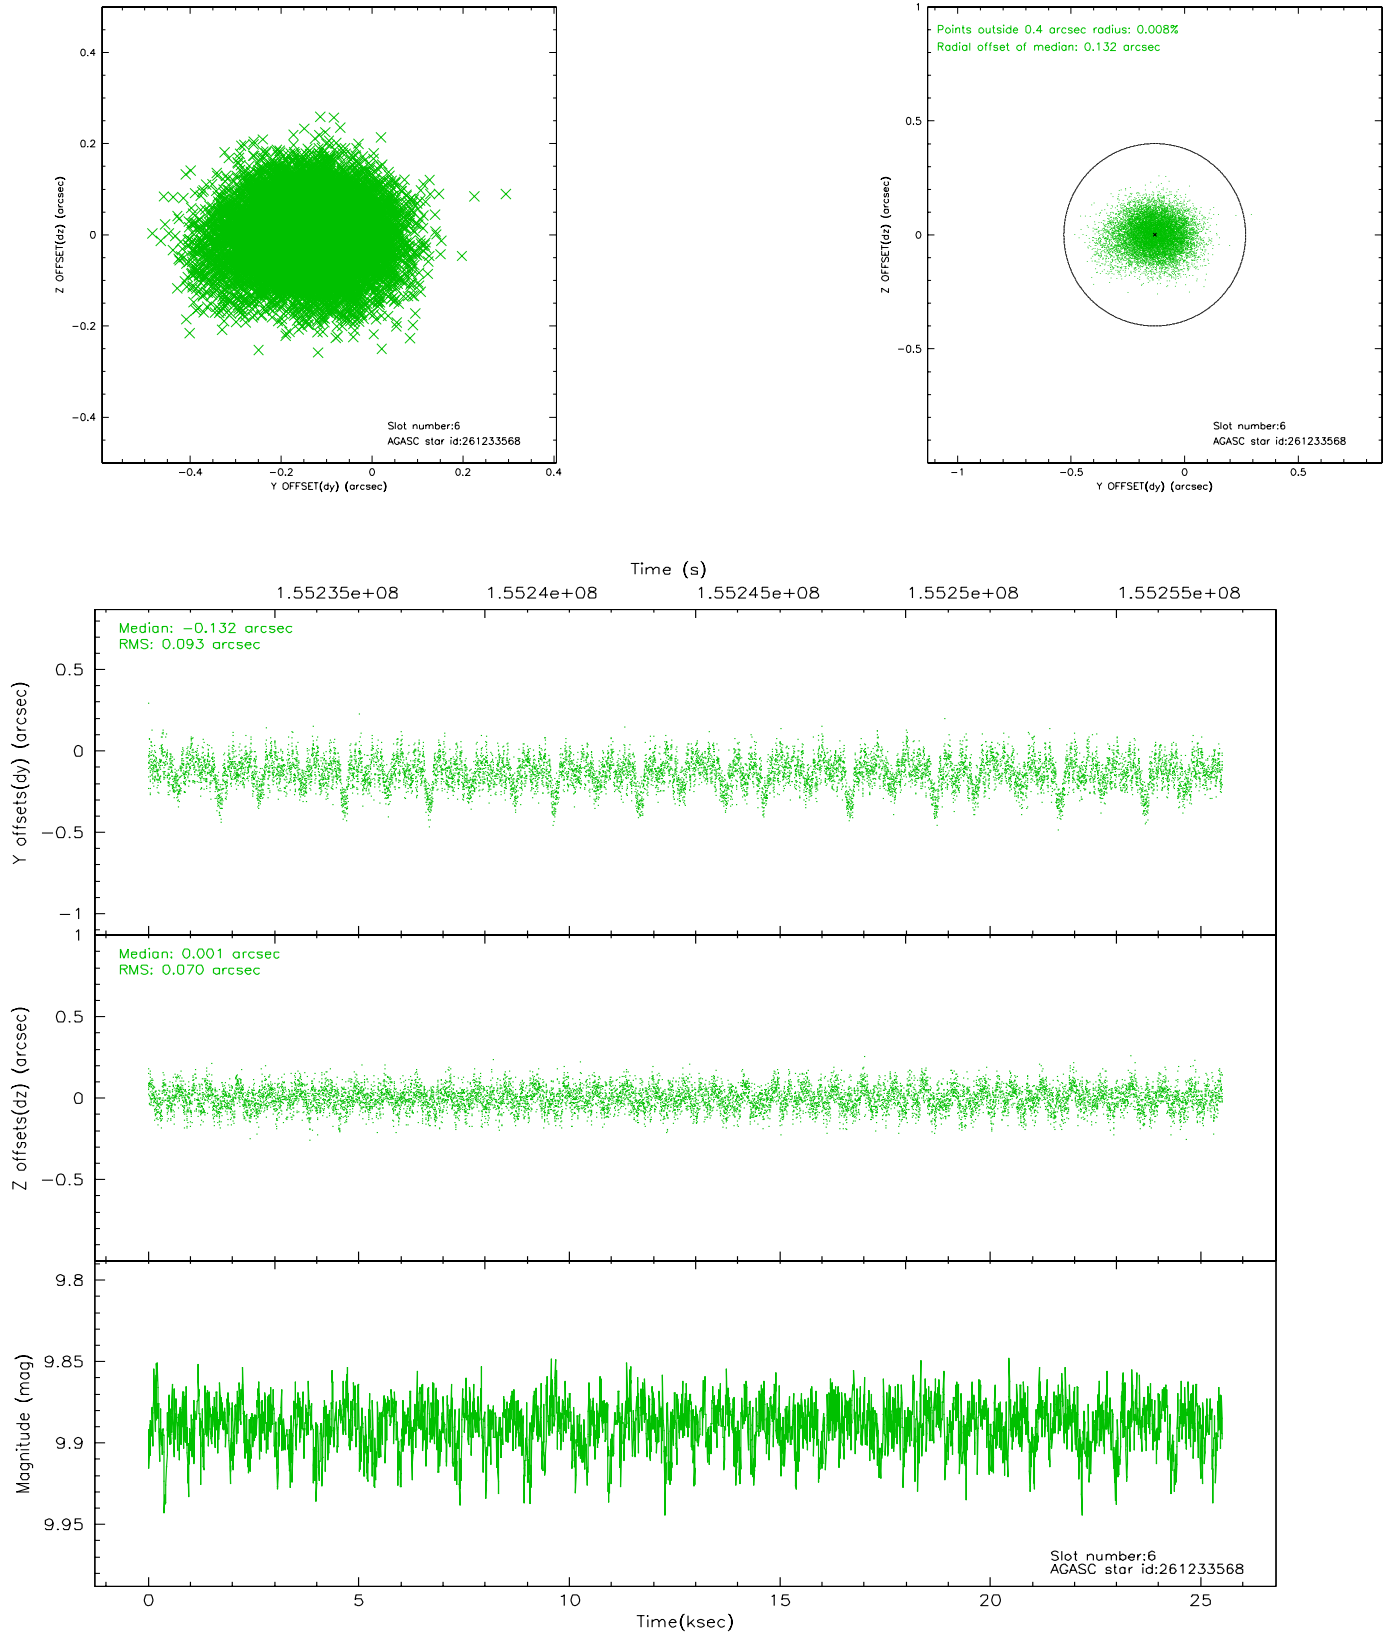 0.4
0.2
0
−0.2
−0.4
Z OFFSET(dz) (arcsec)
Slot number:6
AGASC star id:261233568
−0.4 −0.2 0 0.2 0.4
Y OFFSET(dy) (arcsec)
Points outside 0.4 arcsec radius: 0.008%
Radial offset of median: 0.132 arcsec
1
0.5
0
−0.5
Z OFFSET(dz) (arcsec)
Slot number:6
AGASC star id:261233568
−1 −0.5 0 0.5
Y OFFSET(dy) (arcsec)
Time (s)
1.55235e+08 1.5524e+08 1.55245e+08 1.5525e+08 1.55255e+08
Median: −0.132 arcsec
RMS: 0.093 arcsec
0.5
0
−0.5
−1
Y offsets(dy) (arcsec)
Median: 0.001 arcsec
RMS: 0.070 arcsec
1
0.5
0
−0.5
Z offsets(dz) (arcsec)
9.8
9.85
9.9
9.95
Magnitude (mag)
Slot number:6
AGASC star id:261233568
0 5 10 15 20 25
Time(ksec)